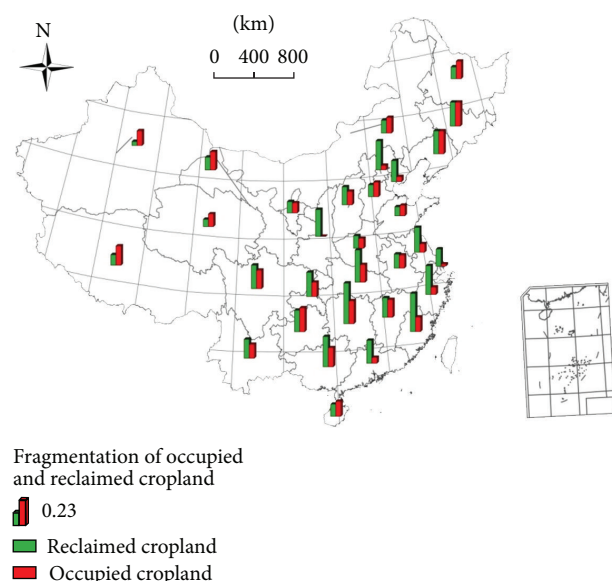 N
(km)
0 400 800
Fragmentation of occupied
and reclaimed cropland
0.23
Reclaimed cropland
Occupied cropland